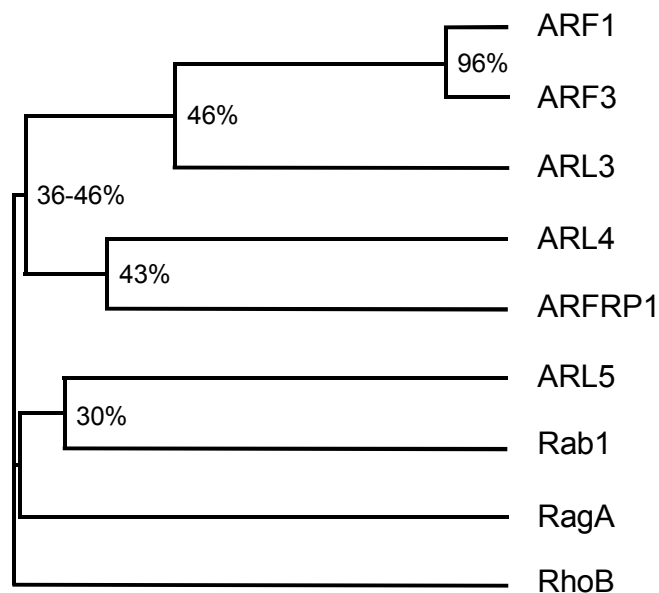 ARF1
96%
ARF3
46%
ARL3
36-46%
ARL4
43%
ARFRP1
ARL5
30%
Rab1
RagA
RhoB